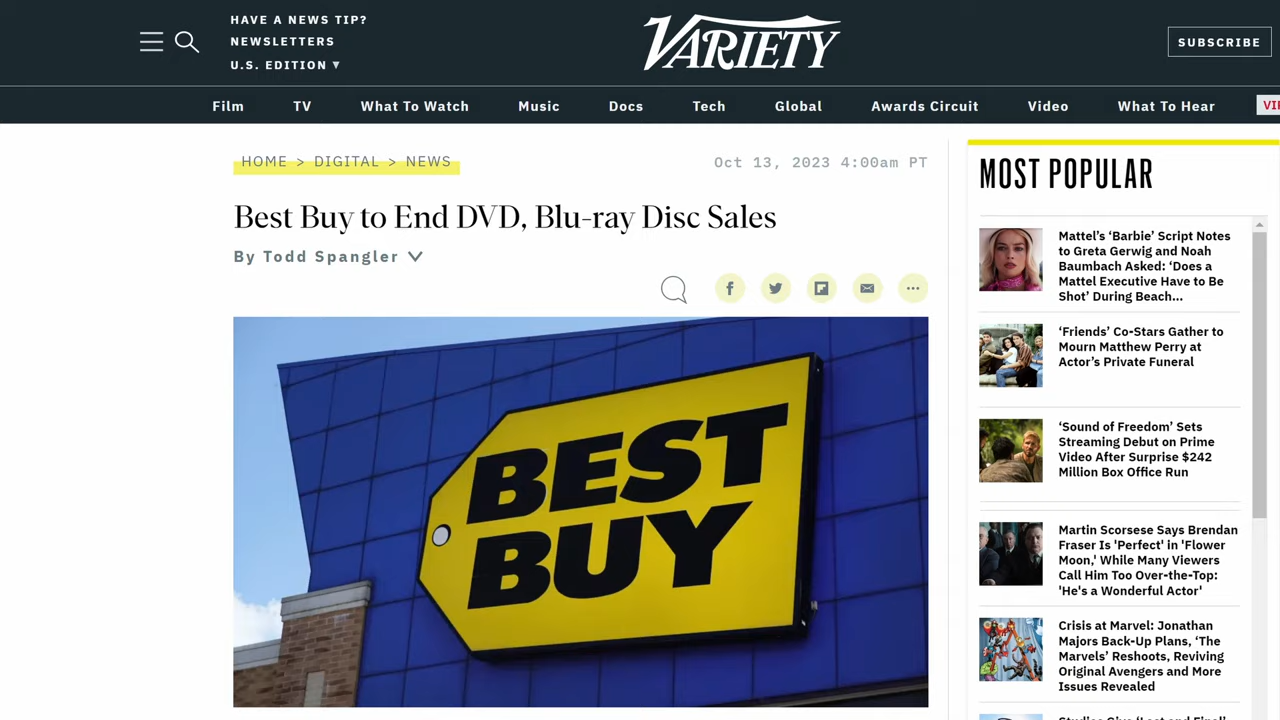 HAVE A NEWS TIP?
NEWSLETTERS
U.S. EDITION ▼
VARIETY
SUBSCRIBE
Film
TV
What To Watch
Music
Docs
Tech
Global
Awards Circuit
Video
What To Hear
HOME > DIGITAL > NEWS
Oct 13, 2023 4:00am PT
Best Buy to End DVD, Blu-ray Disc Sales
By Todd Spangler
BEST
BUY
MOST POPULAR
Mattel’s ‘Barbie’ Script Notes
to Greta Gerwig and Noah
Baumbach Asked: ‘Does a
Mattel Executive Have to Be
Shot’ During Beach...
‘Friends’ Co-Stars Gather to
Mourn Matthew Perry at
Actor’s Private Funeral
‘Sound of Freedom’ Sets
Streaming Debut on Prime
Video After Surprise $242
Million Box Office Run
Martin Scorsese Says Brendan
Fraser Is 'Perfect' in 'Flower
Moon,' While Many Viewers
Call Him Too Over-the-Top:
'He's a Wonderful Actor'
Crisis at Marvel: Jonathan
Majors Back-Up Plans, ‘The
Marvels’ Reshoots, Reviving
Original Avengers and More
Issues Revealed